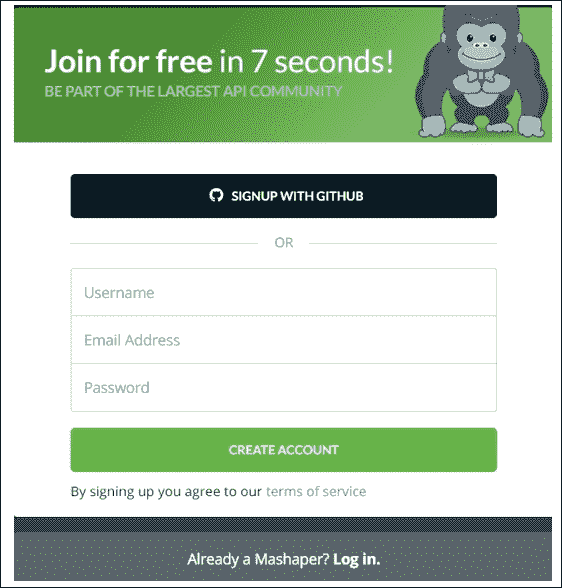 Join for free in 7 seconds!
BE PART OF THE LARGEST API COMMUNITY
SIGNUP WITH GITHUB
OR
Username
Email Address
Password
CREATE ACCOUNT
By signing up you agree to our terms of service
Already a Mashaper? Log in.